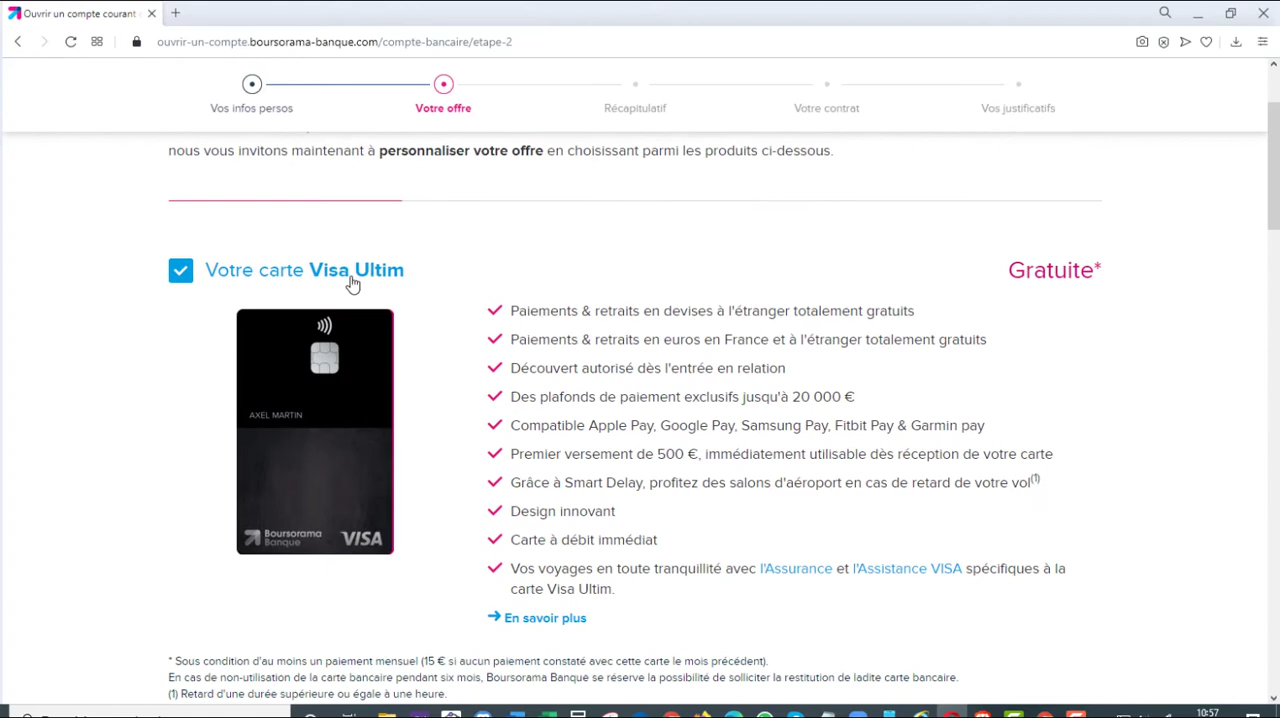 Ouvrir un compte courant
ouvrir-un-compte.boursorama-banque.com/compte-bancaire/etape-2
Vos infos persos
Votre offre
Récapitulatif
Votre contrat
Vos justificatifs
nous vous invitons maintenant à personnaliser votre offre en choisissant parmi les produits ci-dessous.
Votre carte Visa Ultim
Gratuite*
AXEL MARTIN
Boursorama
Banque
VISA
Paiements & retraits en devises à l'étranger totalement gratuits
Paiements & retraits en euros en France et à l'étranger totalement gratuits
Découvert autorisé dès l'entrée en relation
Des plafonds de paiement exclusifs jusqu'à 20 000 €
Compatible Apple Pay, Google Pay, Samsung Pay, Fitbit Pay & Garmin pay
Premier versement de 500 €, immédiatement utilisable dès réception de votre carte
Grâce à Smart Delay, profitez des salons d'aéroport en cas de retard de votre vol(1)
Design innovant
Carte à débit immédiat
Vos voyages en toute tranquillité avec l'Assurance et l'Assistance VISA spécifiques à la
carte Visa Ultim.
En savoir plus
* Sous condition d'au moins un paiement mensuel (15 € si aucun paiement constaté avec cette carte le mois précédent).
En cas de non-utilisation de la carte bancaire pendant six mois, Boursorama Banque se réserve la possibilité de solliciter la restitution de ladite carte bancaire.
(1) Retard d'une durée supérieure ou égale à une heure.
10:57